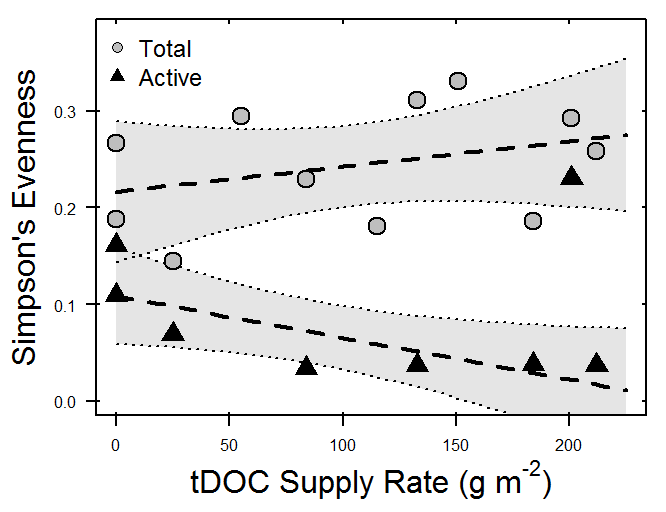 Total
Active
Simpson's Evenness
0.3
0.2
0.1
0.0
0 50 100 150 200
tDOC Supply Rate (g m⁻²)